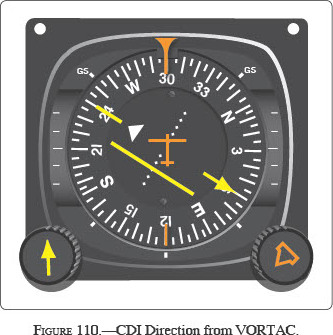 GS
W
30
33
GS
24
N
21
3
S
E
15
12
FIGURE 110.—CDI Direction from VORTAC.